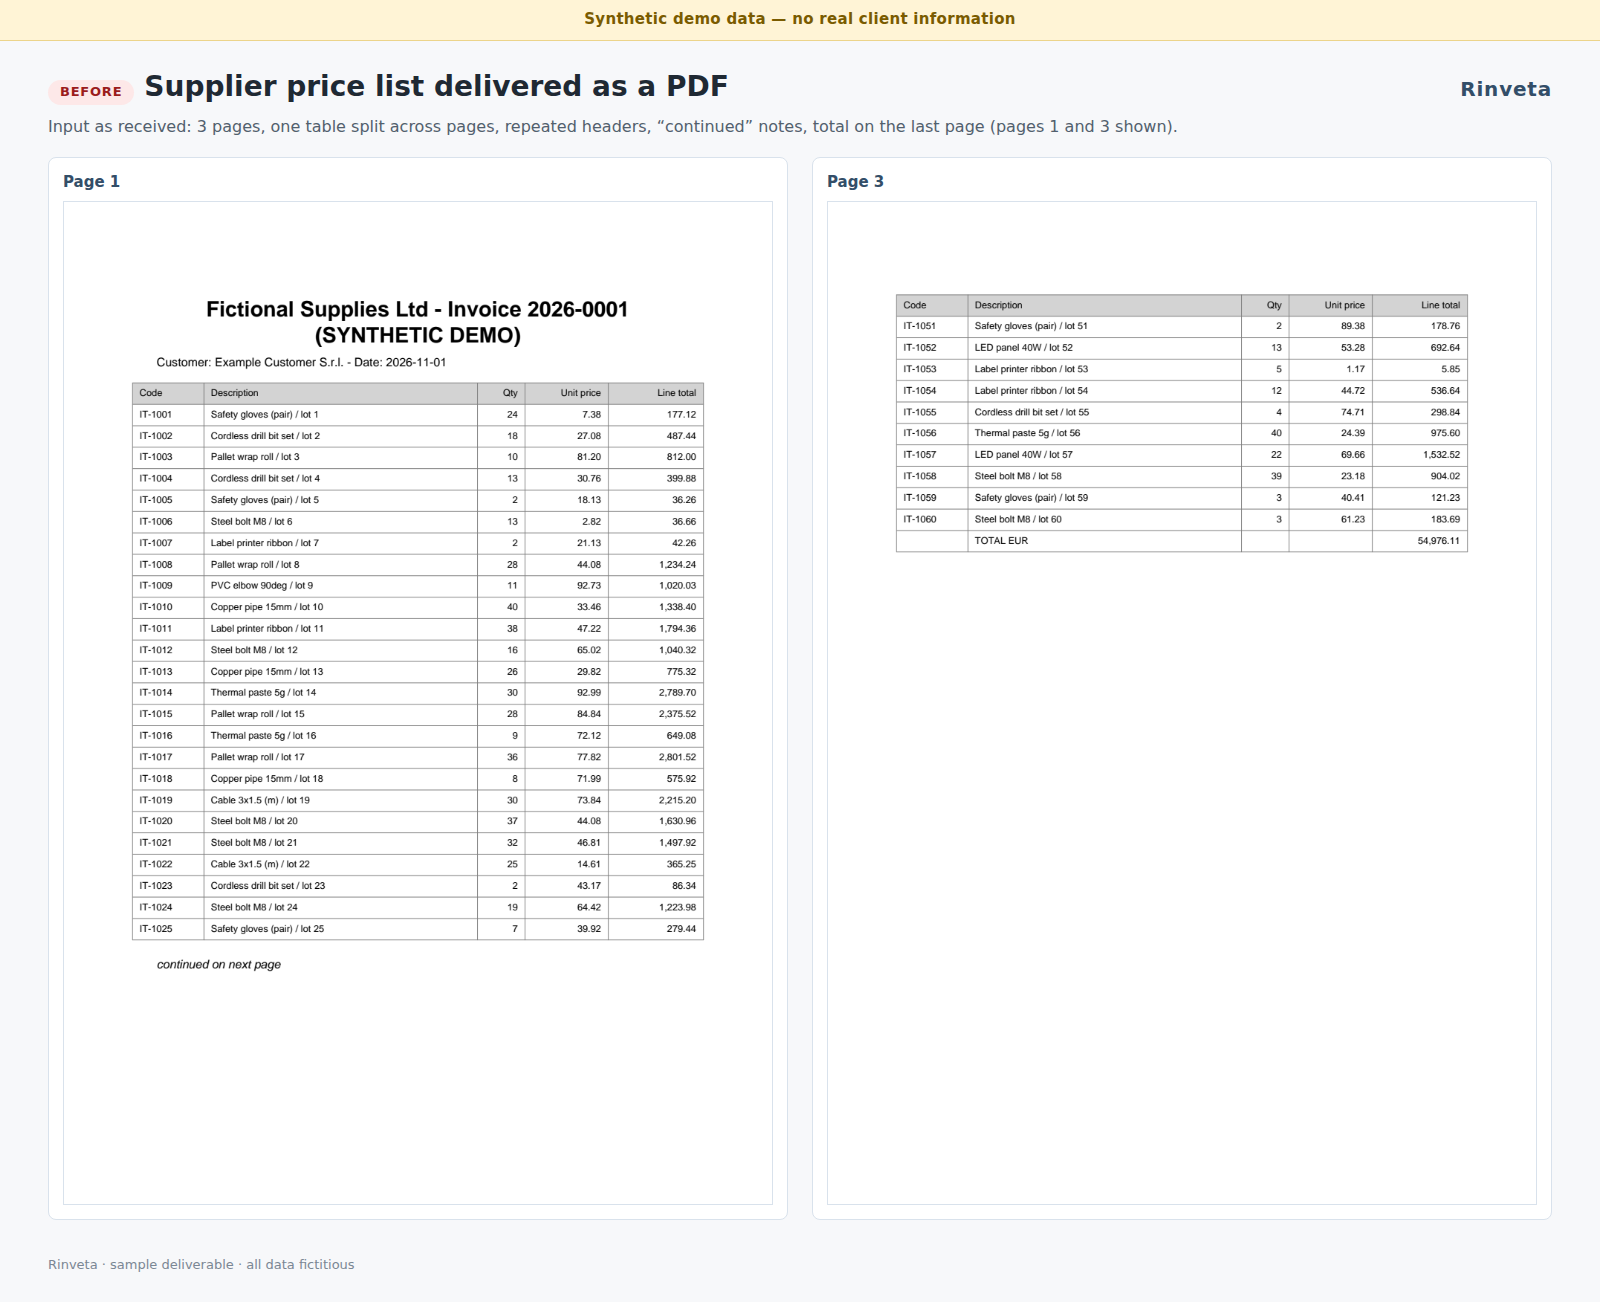 Synthetic demo data — no real client information
BEFORE Supplier price list delivered as a PDF
Rinveta
Input as received: 3 pages, one table split across pages, repeated headers, “continued” notes, total on the last page (pages 1 and 3 shown).
Page 1
Fictional Supplies Ltd - Invoice 2026-0001
(SYNTHETIC DEMO)
Customer: Example Customer S.r.l. - Date: 2026-11-01
Code Description Qty Unit price Line total
IT-1001 Safety gloves (pair) / lot 1 24 7.38 177.12
IT-1002 Cordless drill bit set / lot 2 18 27.08 487.44
IT-1003 Pallet wrap roll / lot 3 10 81.20 812.00
IT-1004 Cordless drill bit set / lot 4 13 30.76 399.88
IT-1005 Safety gloves (pair) / lot 5 2 18.13 36.26
IT-1006 Steel bolt M8 / lot 6 13 2.82 36.66
IT-1007 Label printer ribbon / lot 7 2 21.13 42.26
IT-1008 Pallet wrap roll / lot 8 28 44.08 1,234.24
IT-1009 PVC elbow 90deg / lot 9 11 92.73 1,020.03
IT-1010 Copper pipe 15mm / lot 10 40 33.46 1,338.40
IT-1011 Label printer ribbon / lot 11 38 47.22 1,794.36
IT-1012 Steel bolt M8 / lot 12 16 65.02 1,040.32
IT-1013 Copper pipe 15mm / lot 13 26 29.82 775.32
IT-1014 Thermal paste 5g / lot 14 30 92.99 2,789.70
IT-1015 Pallet wrap roll / lot 15 28 84.84 2,375.52
IT-1016 Thermal paste 5g / lot 16 9 72.12 649.08
IT-1017 Pallet wrap roll / lot 17 36 77.82 2,801.52
IT-1018 Copper pipe 15mm / lot 18 8 71.99 575.92
IT-1019 Cable 3x1.5 (m) / lot 19 30 73.84 2,215.20
IT-1020 Steel bolt M8 / lot 20 37 44.08 1,630.96
IT-1021 Steel bolt M8 / lot 21 32 46.81 1,497.92
IT-1022 Cable 3x1.5 (m) / lot 22 25 14.61 365.25
IT-1023 Cordless drill bit set / lot 23 2 43.17 86.34
IT-1024 Steel bolt M8 / lot 24 19 64.42 1,223.98
IT-1025 Safety gloves (pair) / lot 25 7 39.92 279.44
continued on next page
Page 3
Code Description Qty Unit price Line total
IT-1051 Safety gloves (pair) / lot 51 2 89.38 178.76
IT-1052 LED panel 40W / lot 52 13 53.28 692.64
IT-1053 Label printer ribbon / lot 53 5 1.17 5.85
IT-1054 Label printer ribbon / lot 54 12 44.72 536.64
IT-1055 Cordless drill bit set / lot 55 4 74.71 298.84
IT-1056 Thermal paste 5g / lot 56 40 24.39 975.60
IT-1057 LED panel 40W / lot 57 22 69.66 1,532.52
IT-1058 Steel bolt M8 / lot 58 39 23.18 904.02
IT-1059 Safety gloves (pair) / lot 59 3 40.41 121.23
IT-1060 Steel bolt M8 / lot 60 3 61.23 183.69
TOTAL EUR 54,976.11
Rinveta · sample deliverable · all data fictitious